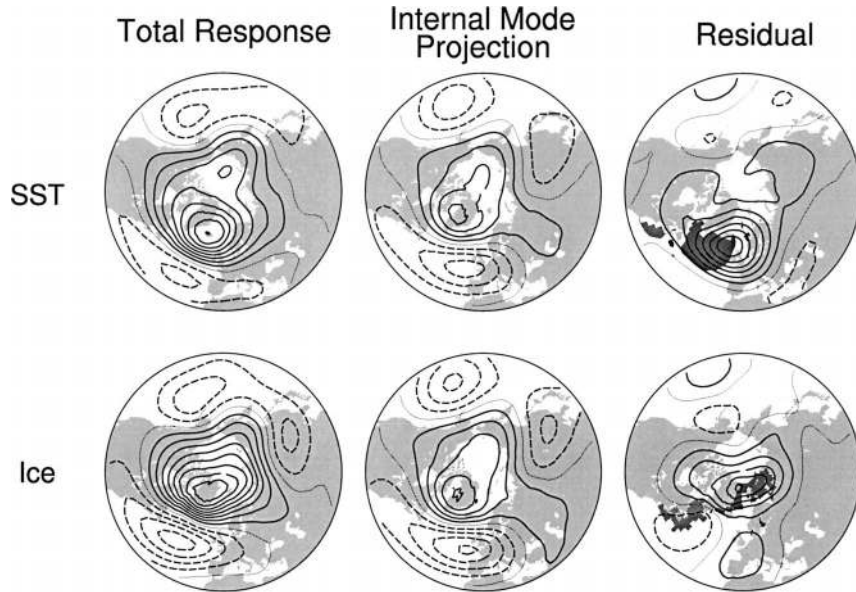 Total Response
Internal Mode
Projection
Residual
SST
Ice